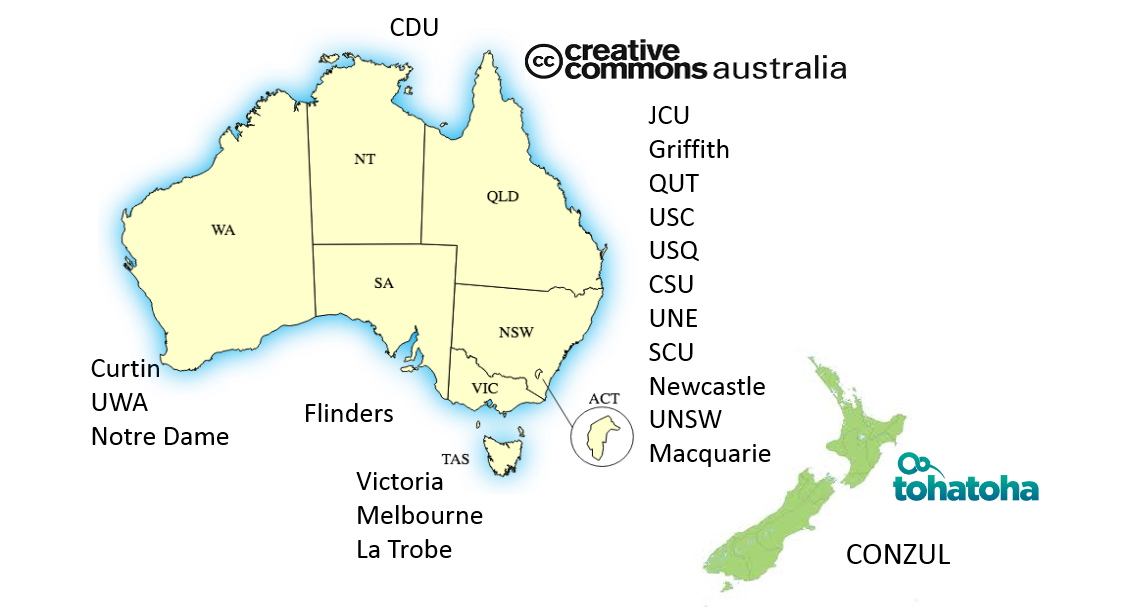 CDU
creative
commons australia
NT
QLD
WA
SA
NSW
VIC
ACT
TAS
JCU
Griffith
QUT
USC
USQ
CSU
UNE
SCU
Newcastle
UNSW
Macquarie
Curtin
UWA
Notre Dame
Flinders
Victoria
Melbourne
La Trobe
tohatoha
CONZUL